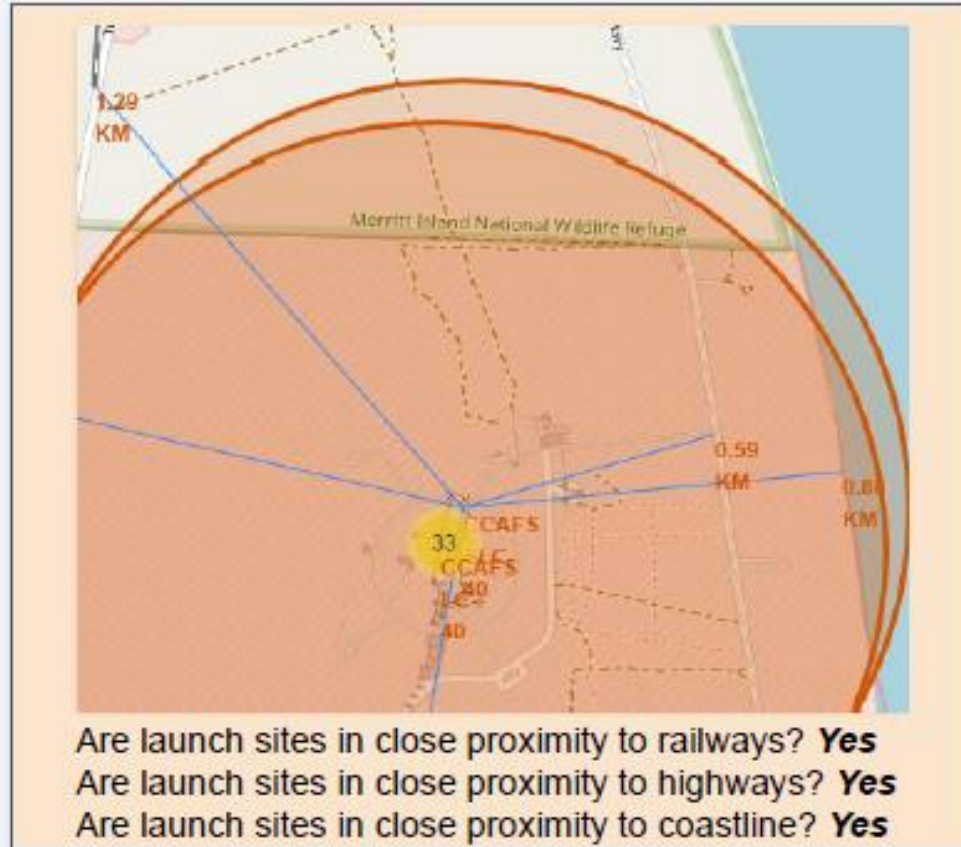 1.29
KM
Merritt Island National Wildlife Refuge
0.59
KM
KM
CCAFS
33
CCAFS
40
40
Are launch sites in close proximity to railways? Yes
Are launch sites in close proximity to highways? Yes
Are launch sites in close proximity to coastline? Yes